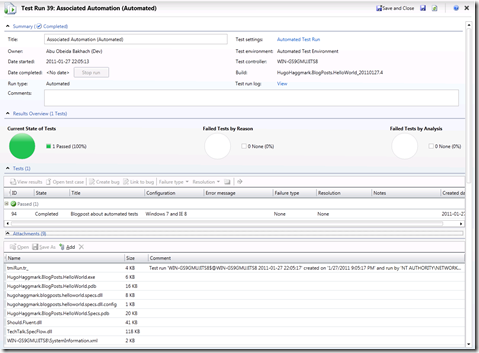 Test Run 39: Associated Automation (Automated)
Save and Close
Summary ( Completed)
Title: Associated Automation (Automated)
Test settings: Automated Test Run
Owner: Abu Obeida Bakhach (Dev)
Test environment: Automated Test Environment
Date started: 2011-01-27 22:05:13
Test controller: WIN-GS9GMUJITS8
Date completed: <No date> Stop run
Build: HugoHaggmark.BlogPosts.HelloWorld_20110127.4
Run type: Automated
Test run log: View
Comments:
Results Overview (1 Tests)
Current State of Tests
Failed Tests by Reason
Failed Tests by Analysis
1 Passed (100%)
0 None (0%)
0 None (0%)
Tests (1)
View results Open test case Create bug Link to bug Failure type Resolution
ID State Title Configuration Error message Failure type Resolution Notes Created da
Passed (1)
94 Completed Blogpost about automated tests Windows 7 and IE 8 None None 2011-01-27
Attachments (9)
Open Save As Add
Name Size Comment
tmiRun.tr_ 4 KB Test run 'WIN-GS9GMUJITS8$@WIN-GS9GMUJITS8 2011-01-27 22:05:17' created on '1/27/2011 9:05:17 PM' and run by 'NT AUTHORITY\NETWORK...
HugoHaggmark.BlogPosts.HelloWorld.exe 6 KB
HugoHaggmark.BlogPosts.HelloWorld.pdb 16 KB
hugohaggmark.blogposts.helloworld.specs.dll 8 KB
hugohaggmark.blogposts.helloworld.specs.dll.config 1 KB
HugoHaggmark.BlogPosts.HelloWorld.Specs.pdb 20 KB
Should.Fluent.dll 41 KB
TechTalk.SpecFlow.dll 118 KB
WIN-GS9GMUJITS8\SystemInformation.xml 2 KB